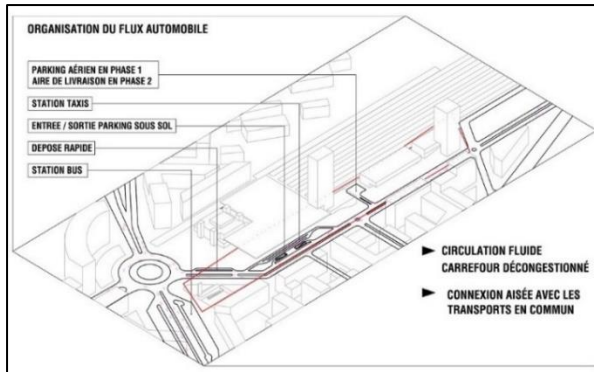 ORGANISATION DU FLUX AUTOMOBILE
PARKING AÉRIEN EN PHASE 1
AIRE DE LIVRAISON EN PHASE 2
STATION TAXIS
ENTREE / SORTIE PARKING SOUS SOL
DEPOSE RAPIDE
STATION BUS
CIRCULATION FLUIDE
CARREFOUR DÉCONGESTIONNÉ
CONNEXION AISÉE AVEC LES
TRANSPORTS EN COMMUN